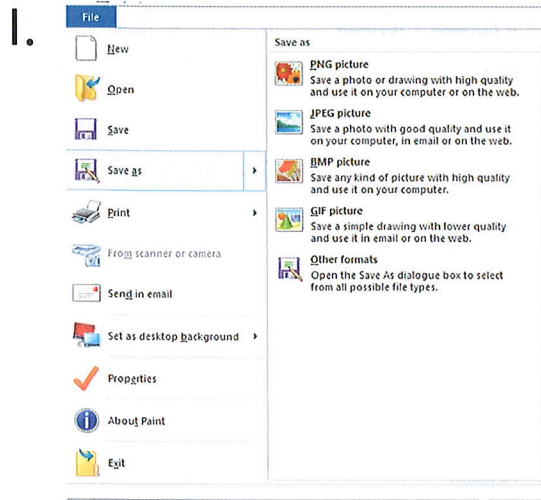 1.
File
New
Open
Save
Save as
Print
From scanner or camera
Send in email
Set as desktop background
Properties
About Paint
Exit
Save as
PNG picture
Save a photo or drawing with high quality
and use it on your computer or on the web.
JPEG picture
Save a photo with good quality and use it
on your computer, in email or on the web.
BMP picture
Save any kind of picture with high quality
and use it on your computer.
GIF picture
Save a simple drawing with lower quality
and use it in email or on the web.
Other formats
Open the Save As dialogue box to select
from all possible file types.